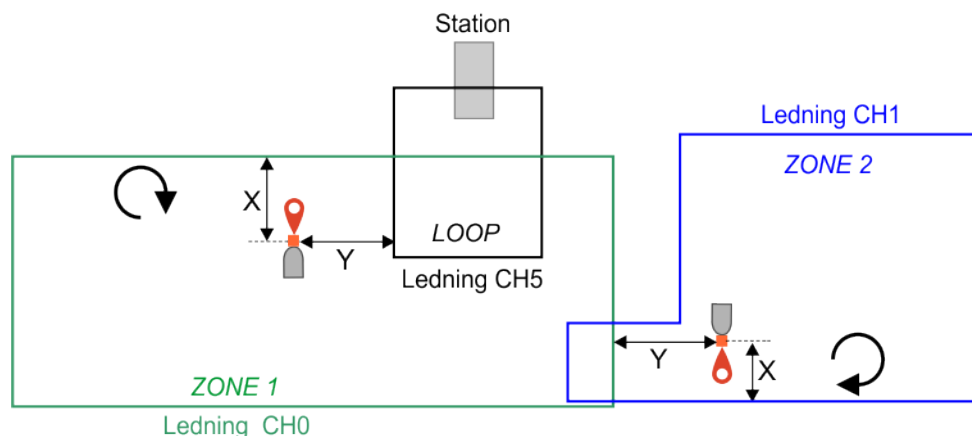 Station
Ledning CH1
ZONE 2
X
LOOP
Y
Ledning CH5
Y
X
ZONE 1
Ledning CH0